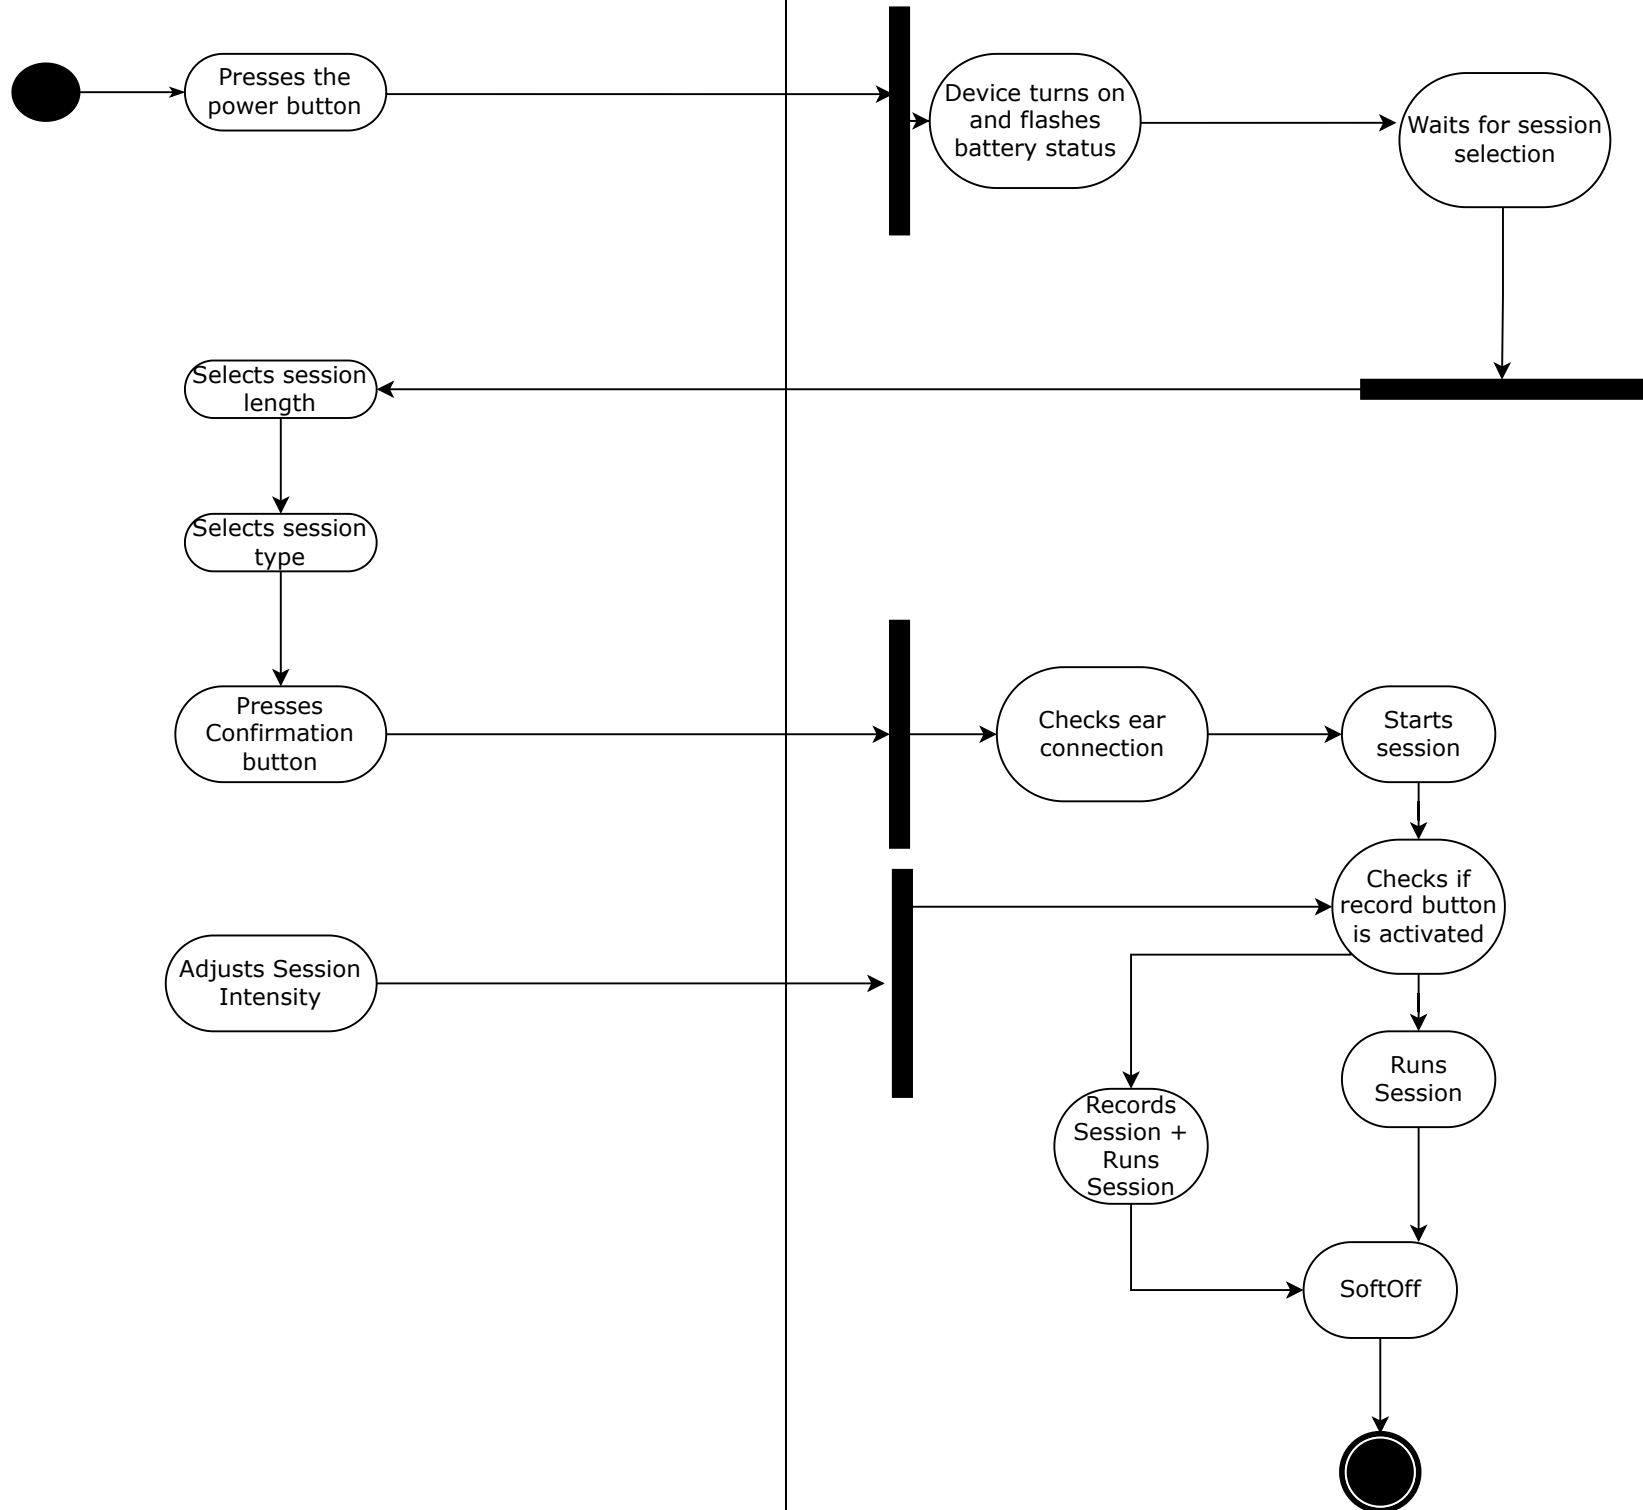 Presses the
power button
Device turns on
and flashes
battery status
Waits for session
selection
Selects session
length
Selects session
type
Presses
Confirmation
button
Checks ear
connection
Starts
session
Checks if
record button
is activated
Adjusts Session
Intensity
Runs
Session
Records
Session +
Runs
Session
SoftOff